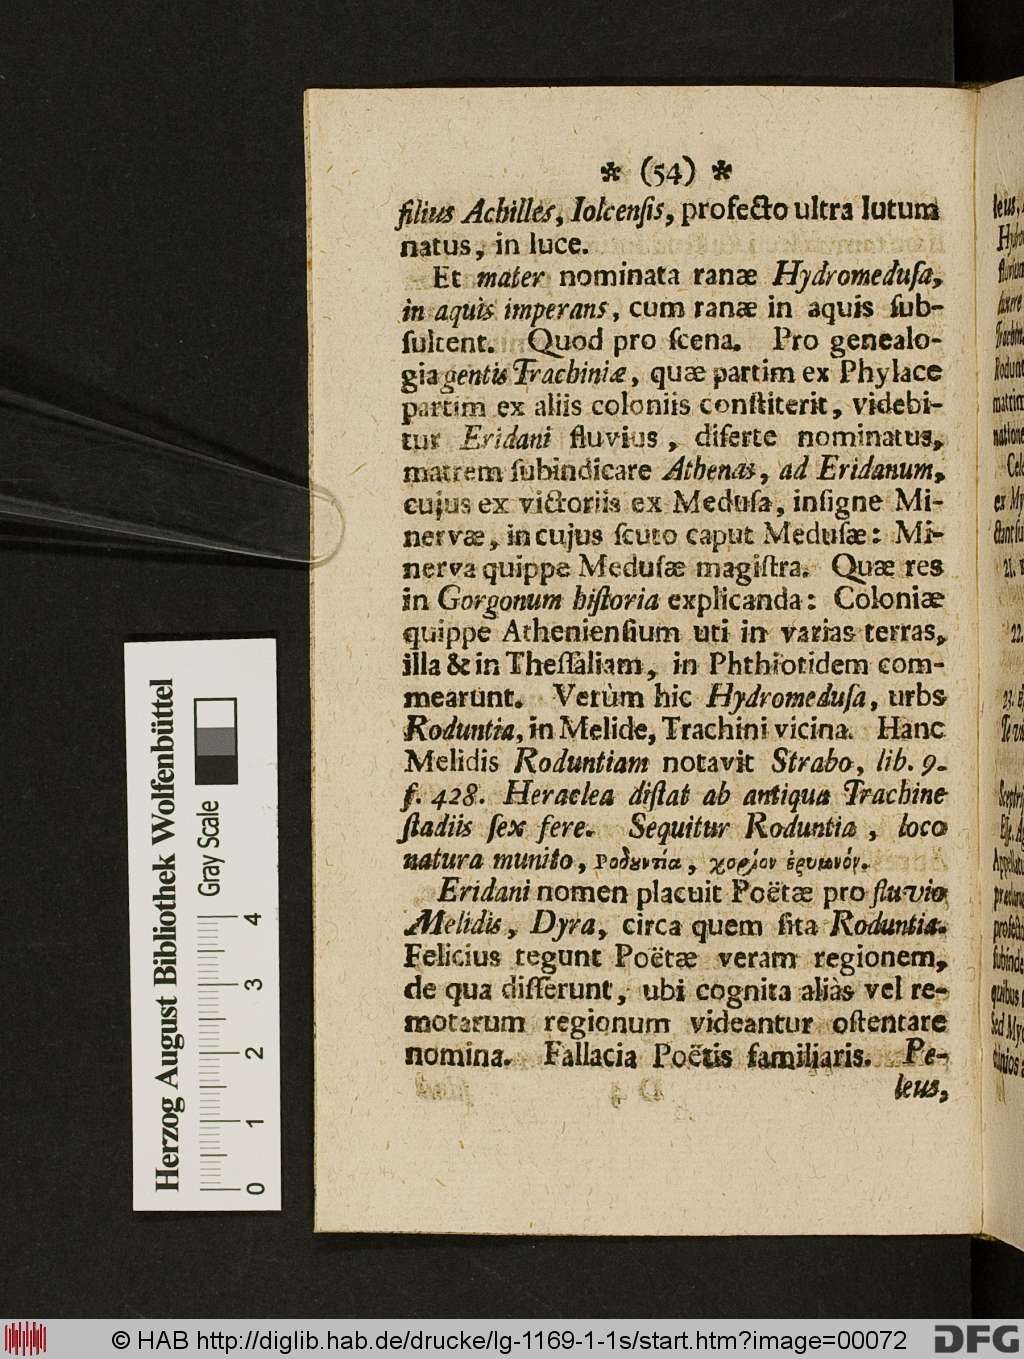 * (54) *
filius Achilles, Iolcenſis, profecto ultra lutum
natus, in luce.
Et mater nominata ranæ Hydromeduſa,
in aquis imperans, cum ranæ in aquis ſub-
ſultent. Quod pro ſcena. Pro genealo-
gia gentis Trachiniæ, quæ partim ex Phylace
partim ex aliis coloniis conſtiterit, videbi-
tur Eridani fluvius, diſerte nominatus,
matrem ſubindicare Athenas, ad Eridanum,
cujus ex victoriis ex Meduſa, inſigne Mi-
nervæ, in cujus ſcuto caput Meduſæ: Mi-
nerva quippe Meduſæ magiſtra. Quæ res
in Gorgonum hiſtoria explicanda: Coloniæ
quippe Athenienſium uti in varias terras,
illa & in Theſſaliam, in Phthiotidem com-
mearunt. Verùm hic Hydromeduſa, urbs
Roduntia, in Melide, Trachini vicina. Hanc
Melidis Roduntiam notavit Strabo, lib. 9.
f. 428. Heraclea diſtat ab antiqua Trachine
ſtadiis ſex fere. Sequitur Roduntia, loco
natura munito, Ροδουντία, χορίον ἐρυμνόν.
Eridani nomen placuit Poëtæ pro fluvio
Melidis, Dyra, circa quem ſita Roduntia.
Felicius tegunt Poëtæ veram regionem,
de qua diſſerunt, ubi cognita aliàs vel re-
motarum regionum videantur oſtentare
nomina. Fallacia Poëtis familiaris. Pe-
leus,
Herzog August Bibliothek Wolfenbüttel
Gray Scale
0 1 2 3 4
© HAB http://diglib.hab.de/drucke/lg-1169-1-1s/start.htm?image=00072
DFG